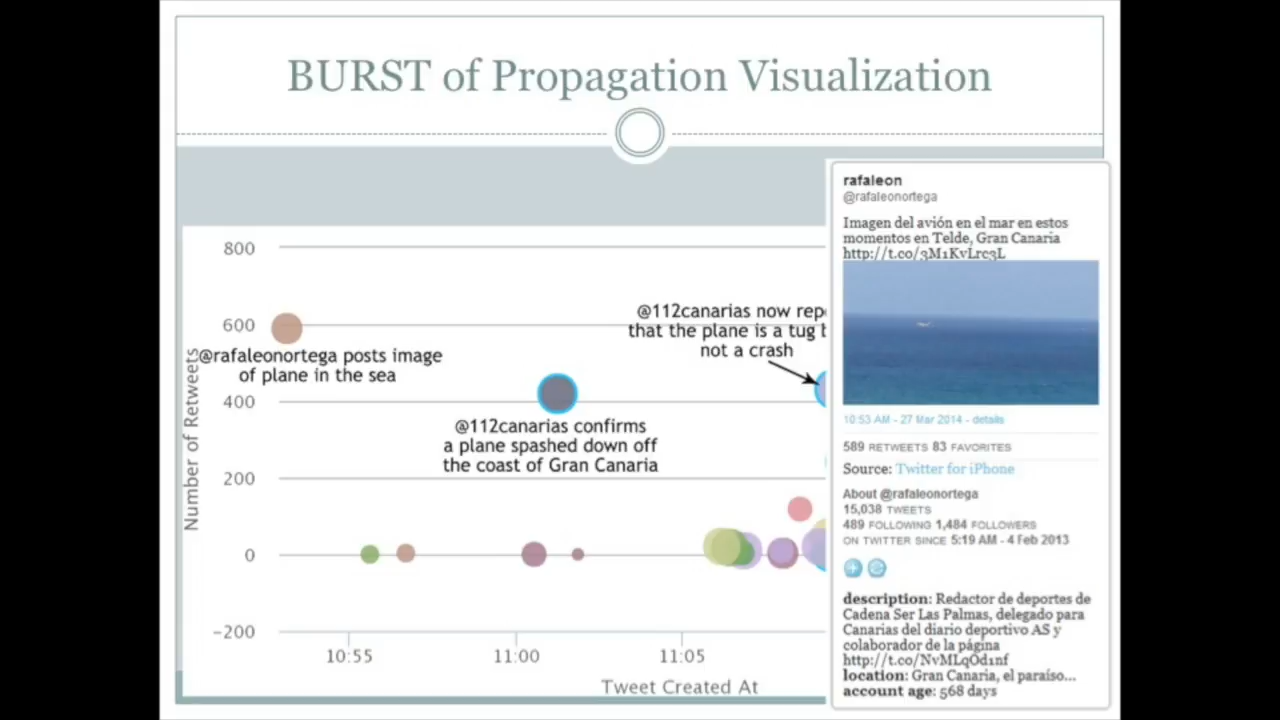 BURST of Propagation Visualization
800
600
400
200
0
−200
Number of Retweets
@rafaleonortega posts image
of plane in the sea
@112canarias confirms
a plane spashed down off
the coast of Gran Canaria
@112canarias now rep
that the plane is a tug b
not a crash
10:55
11:00
11:05
Tweet Created At
rafaleon
@rafaleonortega
Imagen del avión en el mar en estos
momentos en Telde, Gran Canaria
http://t.co/3M1KvLrc3L
10:53 AM - 27 Mar 2014 - details
589 RETWEETS 83 FAVORITES
Source: Twitter for iPhone
About @rafaleonortega
15,038 TWEETS
489 FOLLOWING 1,484 FOLLOWERS
ON TWITTER SINCE 5:19 AM - 4 Feb 2013
description: Redactor de deportes de
Cadena Ser Las Palmas, delegado para
Canarias del diario deportivo AS y
colaborador de la página
http://t.co/NvMLqOd1nf
location: Gran Canaria, el paraíso...
account age: 568 days